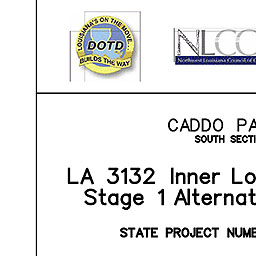 LOUISIANA'S ON THE MOVE...
DOTD
BUILDS THE WAY
NLCO
Northwest Louisiana Council of G
CADDO PA
SOUTH SECTI
LA 3132 Inner Lo
Stage 1 Alternat
STATE PROJECT NUMB